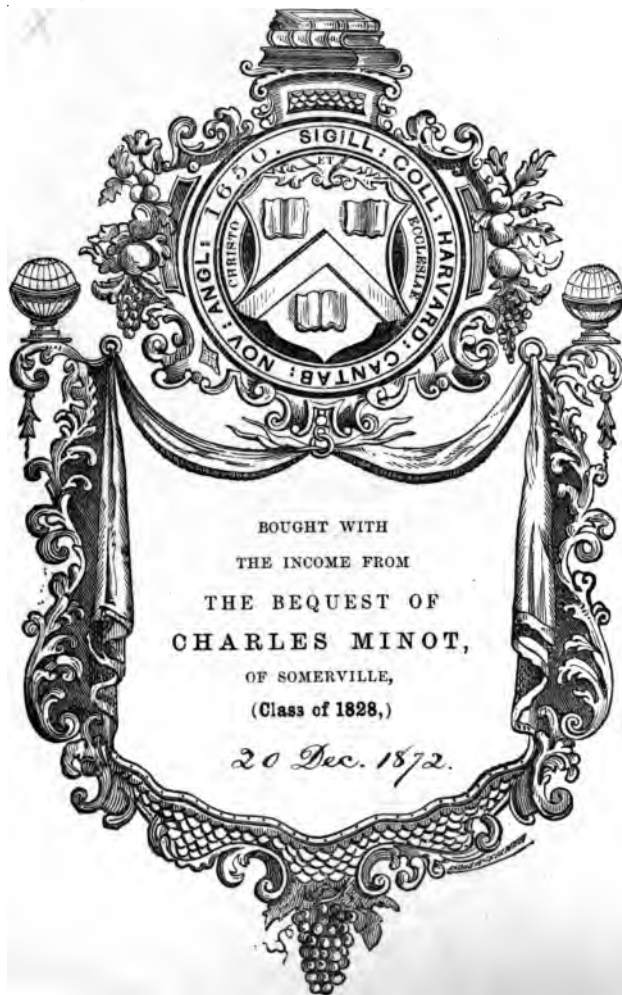 SIGILL: COLL: HARVARD: CANTAB: NOV: ANGL: 1650.
CHRISTO ET ECCLESIAE
BOUGHT WITH
THE INCOME FROM
THE BEQUEST OF
CHARLES MINOT,
OF SOMERVILLE,
(Class of 1828,)
20 Dec. 1872.